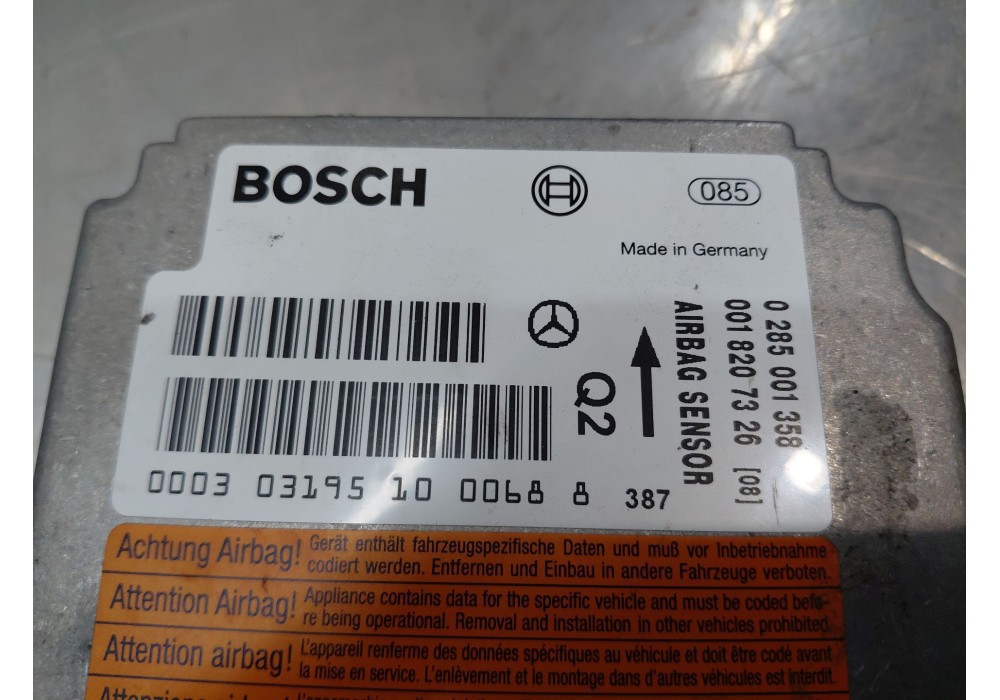 BOSCH
085
Made in Germany
0 285 001 358
001 820 73 26 [08]
AIRBAG SENSOR
Q2
0003 03195 10 0068 8
387
Achtung Airbag! Gerät enthält fahrzeugspezifische Daten und muß vor Inbetriebnahme
codiert werden. Entfernen und Einbau in andere Fahrzeuge verboten.
Attention Airbag! Appliance contains data for the specific vehicle and must be coded befo-
re being operational. Removal and installation in other vehicles prohibited.
Attention airbag! L'appareil renferme des données spécifiques au véhicule et doit être codé avant
la mise en service. L'enlèvement et le montage dans d'autres véhicules est interdit.